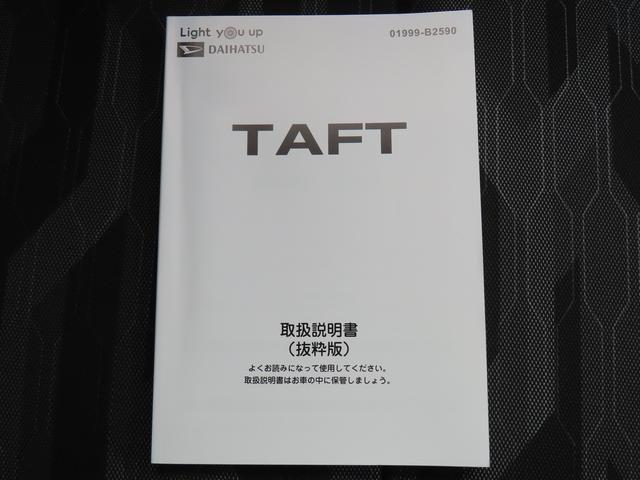 Light you up
DAIHATSU
01999-B2590
TAFT
取扱説明書
（抜粋版）
よくお読みになって使用してください。
取扱説明書はお車の中に保管しましょう。